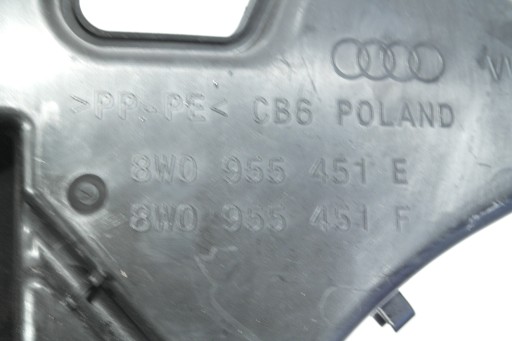 >PP-PE< CB6 POLAND
8W0 955 451 E
8W0 955 451 F